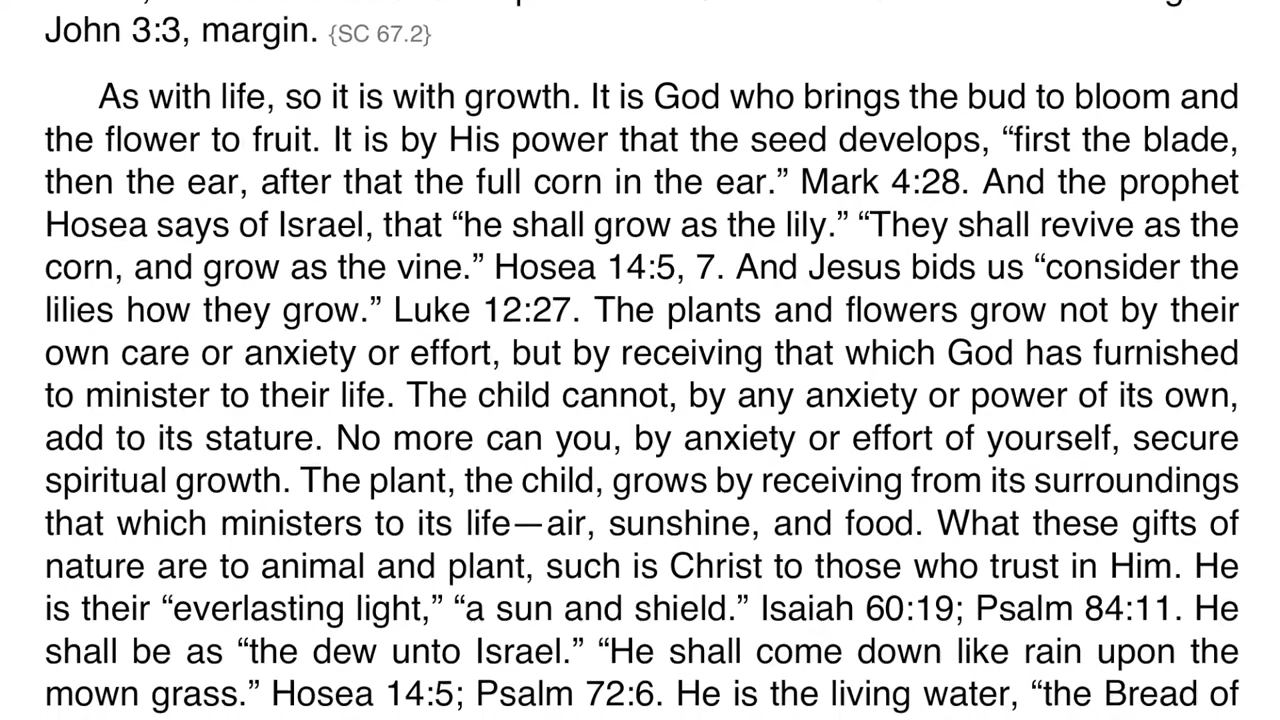 John 3:3, margin. {SC 67.2}
As with life, so it is with growth. It is God who brings the bud to bloom and
the flower to fruit. It is by His power that the seed develops, “first the blade,
then the ear, after that the full corn in the ear.” Mark 4:28. And the prophet
Hosea says of Israel, that “he shall grow as the lily.” “They shall revive as the
corn, and grow as the vine.” Hosea 14:5, 7. And Jesus bids us “consider the
lilies how they grow.” Luke 12:27. The plants and flowers grow not by their
own care or anxiety or effort, but by receiving that which God has furnished
to minister to their life. The child cannot, by any anxiety or power of its own,
add to its stature. No more can you, by anxiety or effort of yourself, secure
spiritual growth. The plant, the child, grows by receiving from its surroundings
that which ministers to its life—air, sunshine, and food. What these gifts of
nature are to animal and plant, such is Christ to those who trust in Him. He
is their “everlasting light,” “a sun and shield.” Isaiah 60:19; Psalm 84:11. He
shall be as “the dew unto Israel.” “He shall come down like rain upon the
mown grass.” Hosea 14:5; Psalm 72:6. He is the living water, “the Bread of